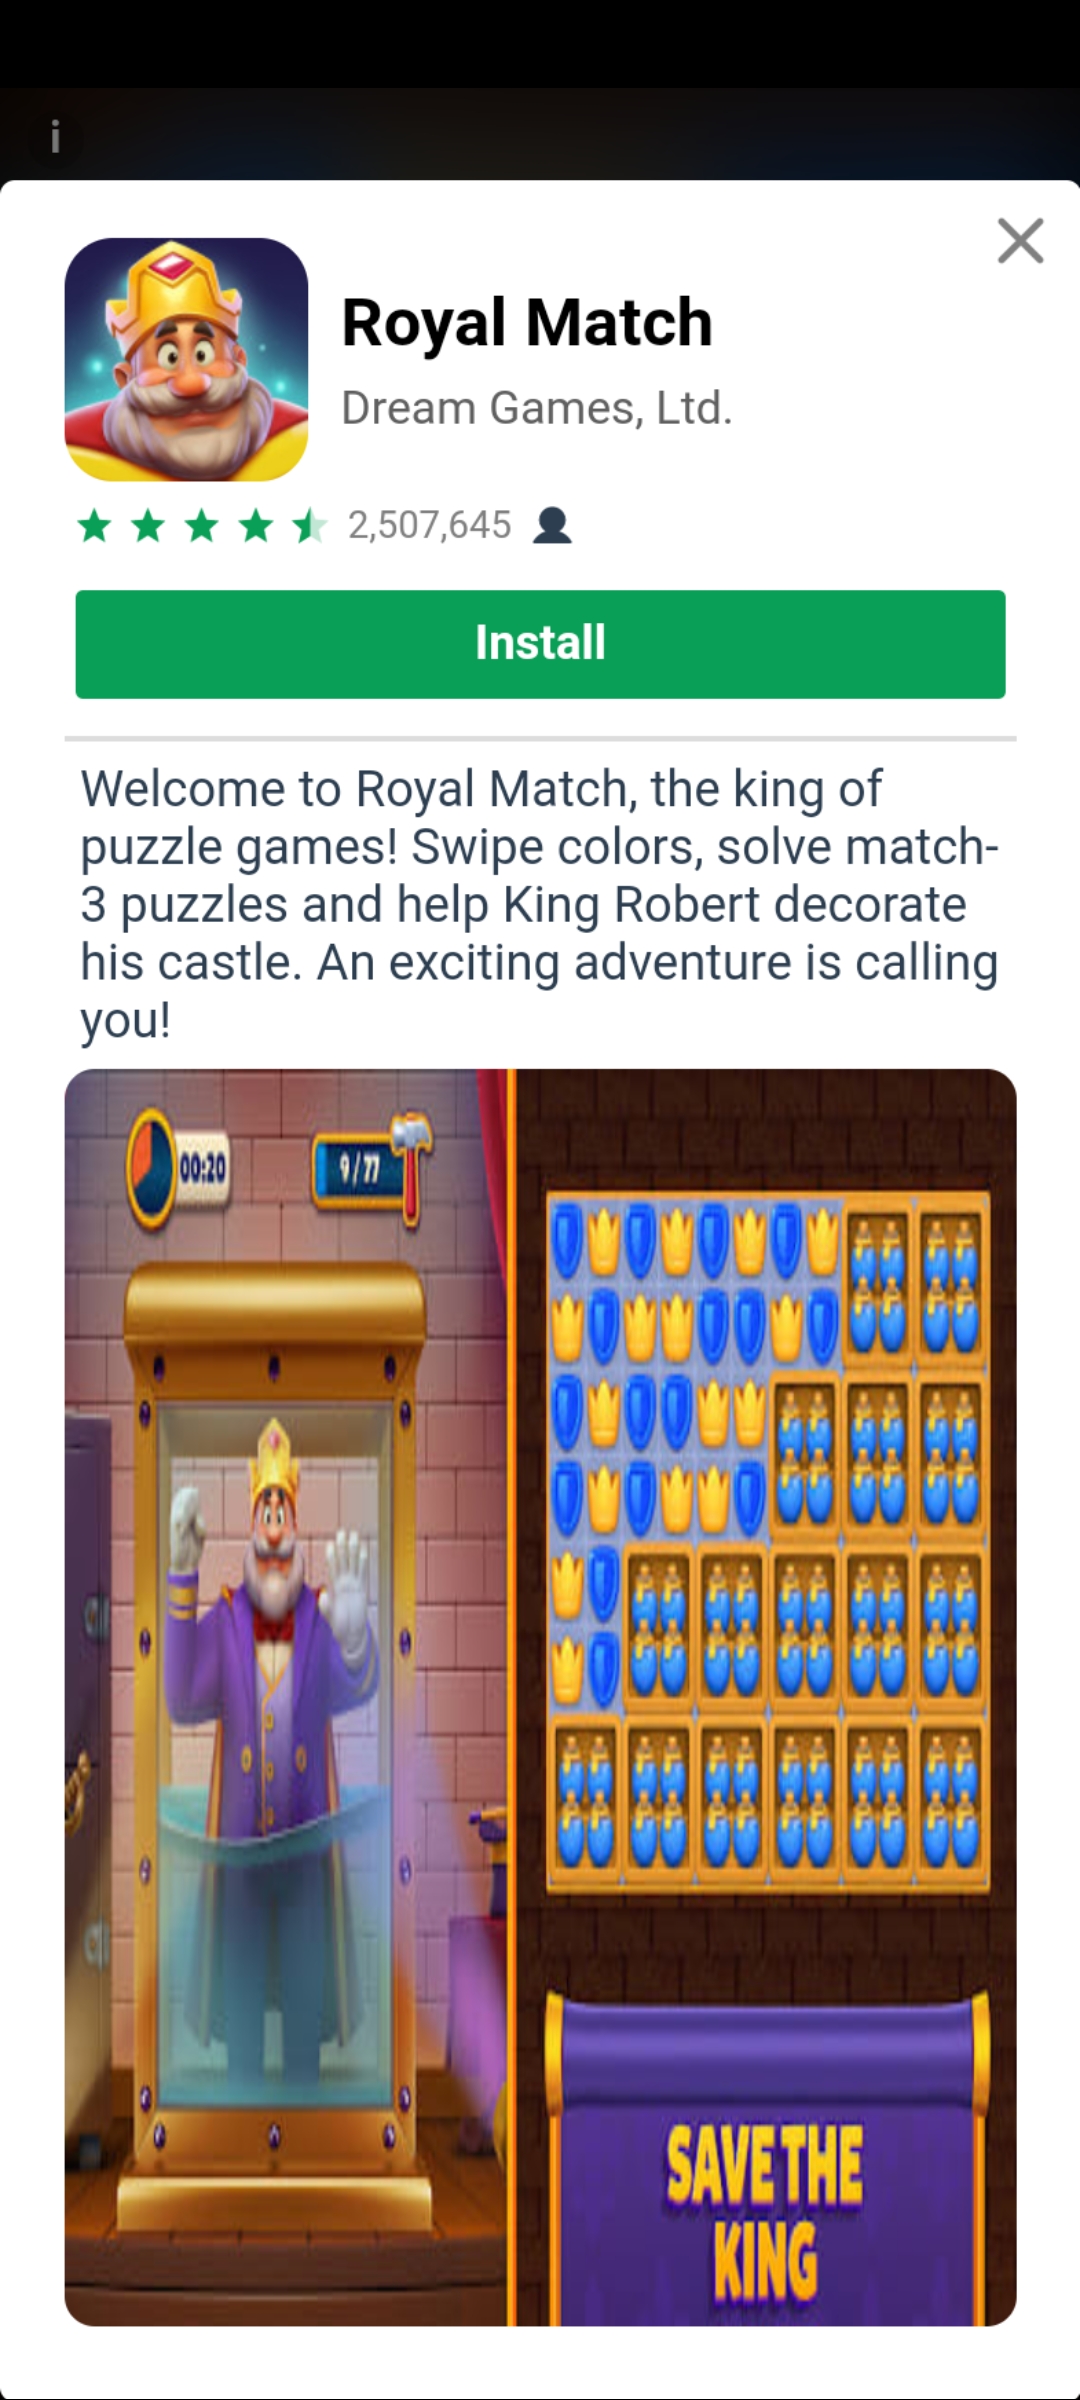 i
Royal Match
Dream Games, Ltd.
2,507,645
Install
Welcome to Royal Match, the king of
puzzle games! Swipe colors, solve match-
3 puzzles and help King Robert decorate
his castle. An exciting adventure is calling
you!
00:20
9/77
SAVE THE
KING